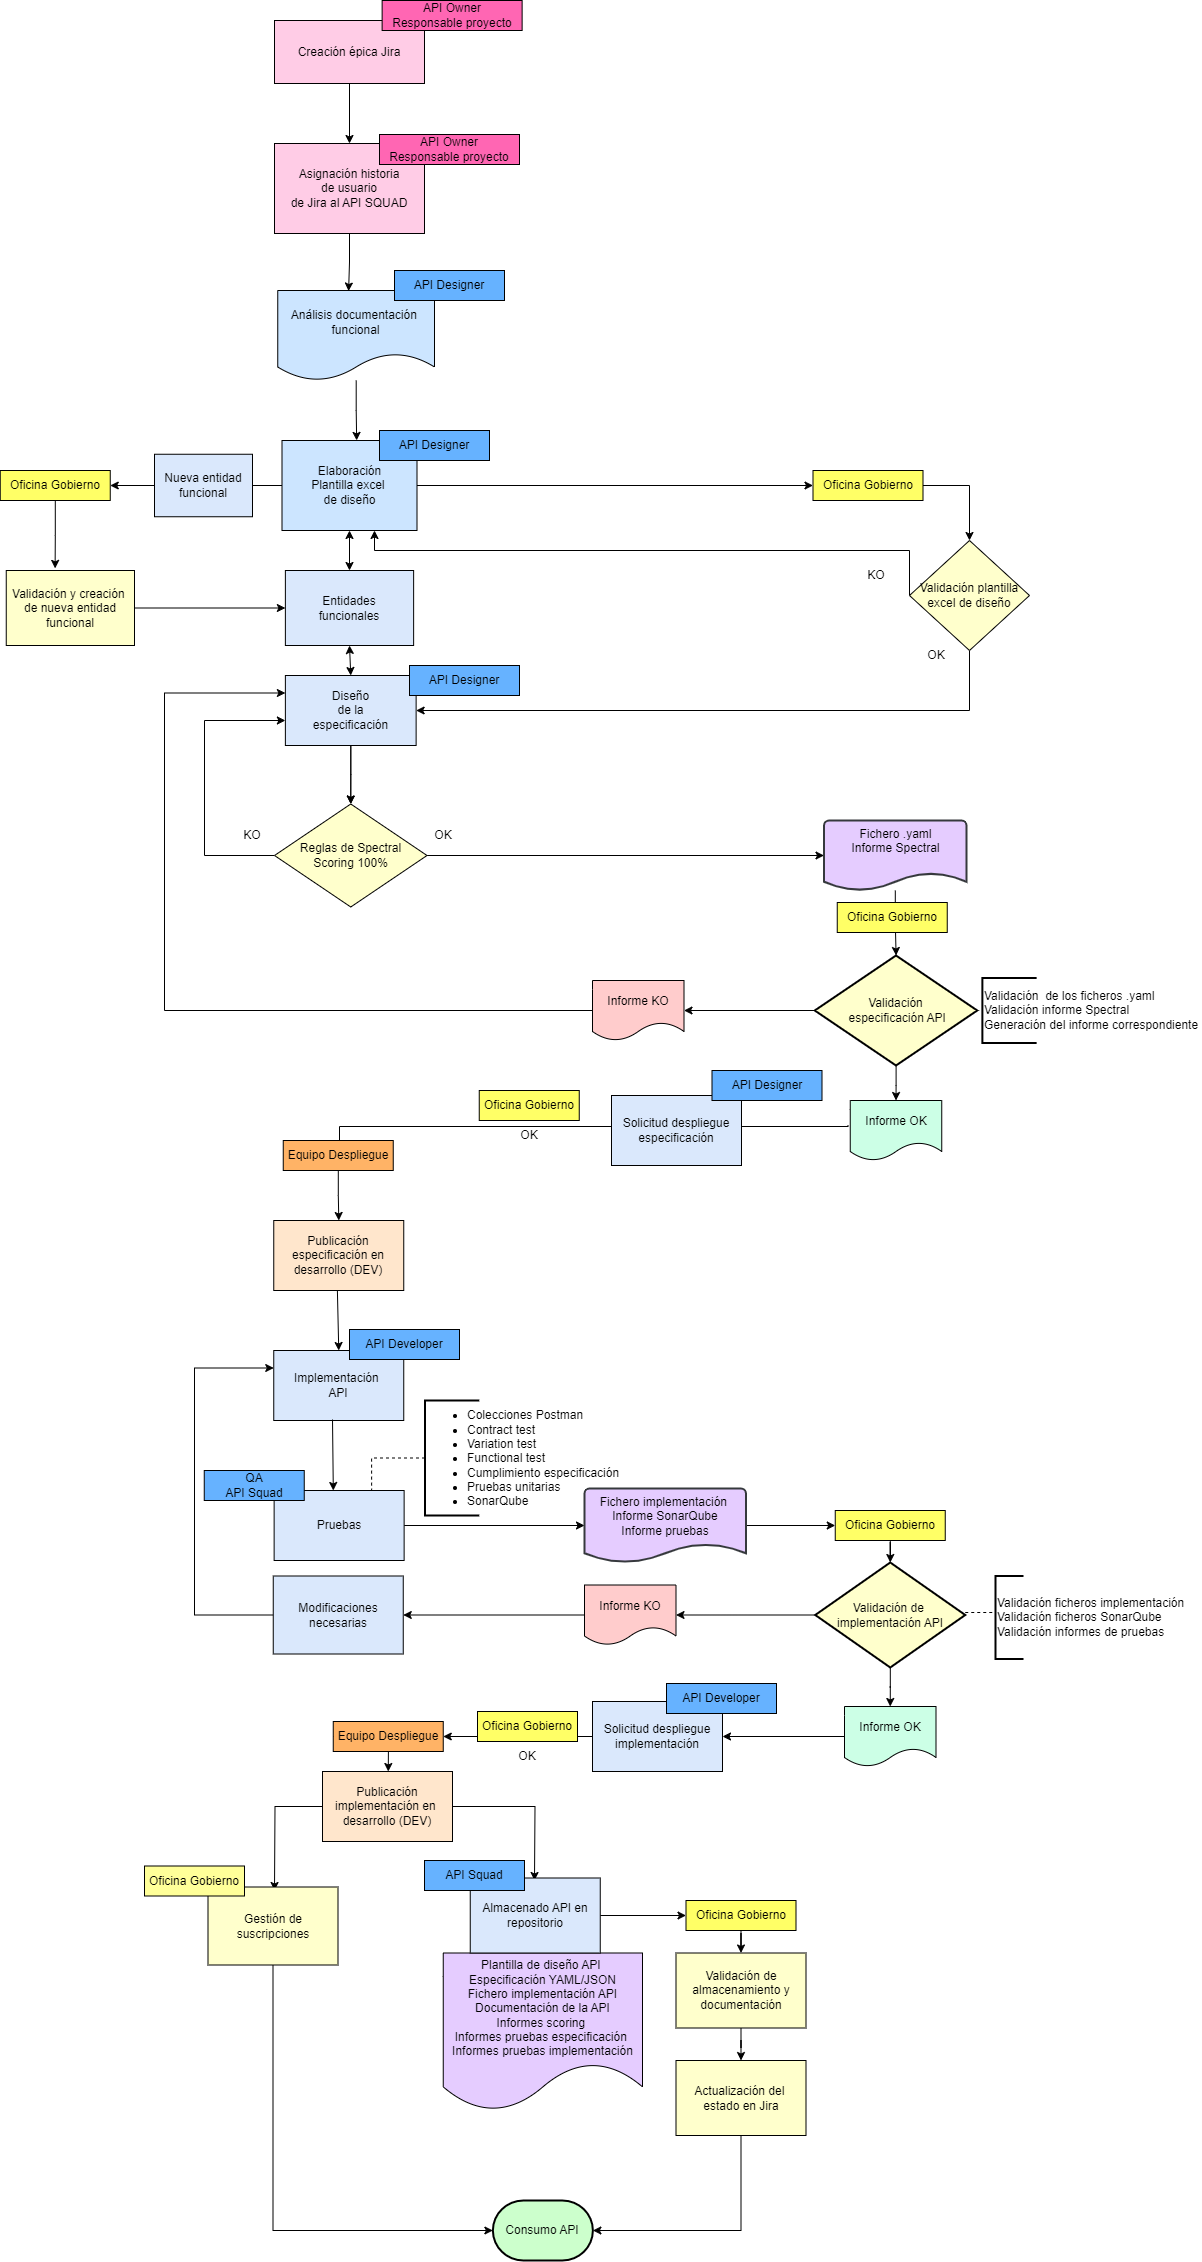 API Owner
Responsable proyecto
Creación épica Jira
API Owner
Responsable proyecto
Asignación historia
de usuario
de Jira al API SQUAD
API Designer
Análisis documentación
funcional
API Designer
Elaboración
Plantilla excel
de diseño
Nueva entidad
funcional
Oficina Gobierno
Oficina Gobierno
Validación y creación
de nueva entidad
funcional
Entidades
funcionales
KO
Validación plantilla
excel de diseño
OK
API Designer
Diseño
de la
especificación
KO
OK
Reglas de Spectral
Scoring 100%
Fichero .yaml
Informe Spectral
Oficina Gobierno
Informe KO
Validación
especificación API
Validación  de los ficheros .yaml
Validación informe Spectral
Generación del informe correspondiente
API Designer
Oficina Gobierno
OK
Solicitud despliegue
especificación
Informe OK
Equipo Despliegue
Publicación
especificación en
desarrollo (DEV)
API Developer
Implementación
API
• Colecciones Postman
• Contract test
• Variation test
• Functional test
• Cumplimiento especificación
• Pruebas unitarias
• SonarQube
QA
API Squad
Pruebas
Fichero implementación
Informe SonarQube
Informe pruebas
Oficina Gobierno
Modificaciones
necesarias
Informe KO
Validación de
implementación API
Validación ficheros implementación
Validación ficheros SonarQube
Validación informes de pruebas
API Developer
Equipo Despliegue
Oficina Gobierno
OK
Solicitud despliegue
implementación
Informe OK
Publicación
implementación en
desarrollo (DEV)
Oficina Gobierno
Gestión de
suscripciones
API Squad
Almacenado API en
repositorio
Oficina Gobierno
Plantilla de diseño API
Especificación YAML/JSON
Fichero implementación API
Documentación de la API
Informes scoring
Informes pruebas especificación
Informes pruebas implementación
Validación de
almacenamiento y
documentación
Actualización del
estado en Jira
Consumo API